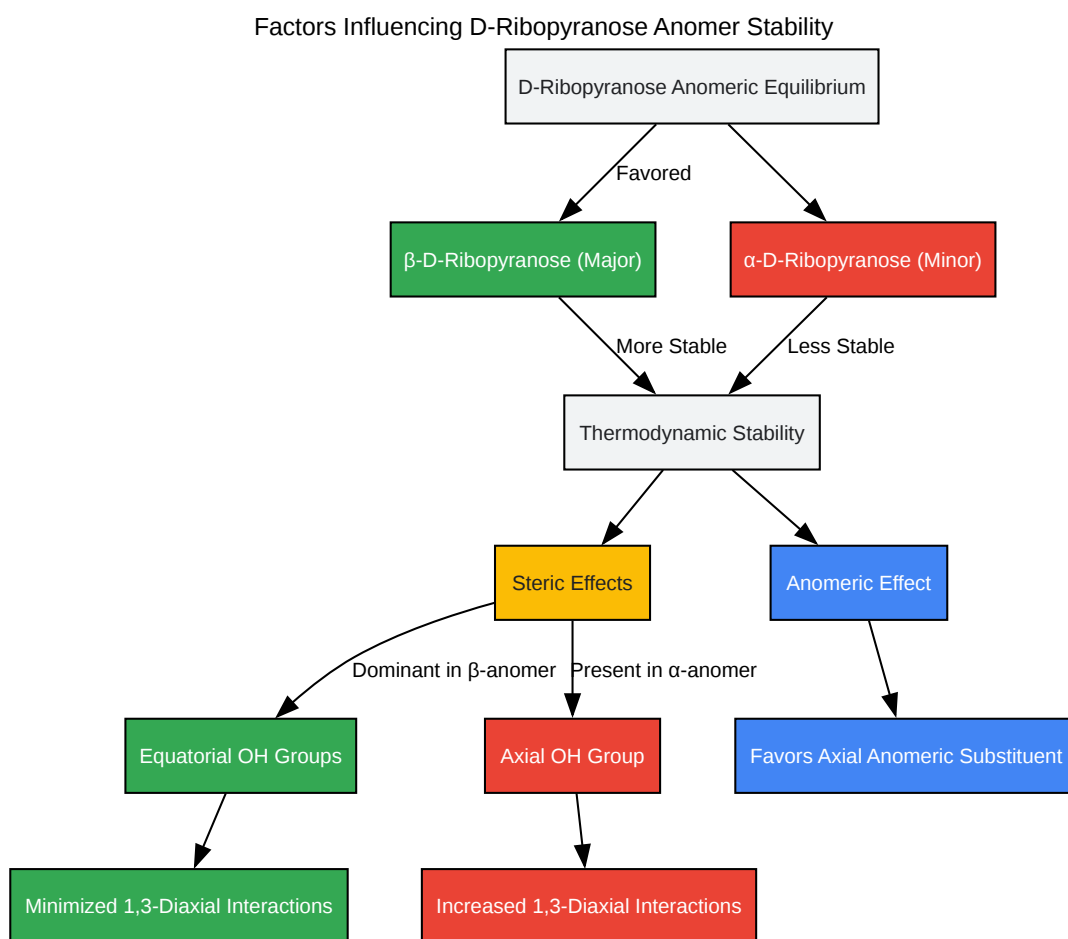 Factors Influencing D-Ribopyranose Anomer Stability
D-Ribopyranose Anomeric Equilibrium
Favored
β-D-Ribopyranose (Major)
α-D-Ribopyranose (Minor)
More Stable
Less Stable
Thermodynamic Stability
Steric Effects
Anomeric Effect
Dominant in β-anomer
Present in α-anomer
Equatorial OH Groups
Axial OH Group
Favors Axial Anomeric Substituent
Minimized 1,3-Diaxial Interactions
Increased 1,3-Diaxial Interactions